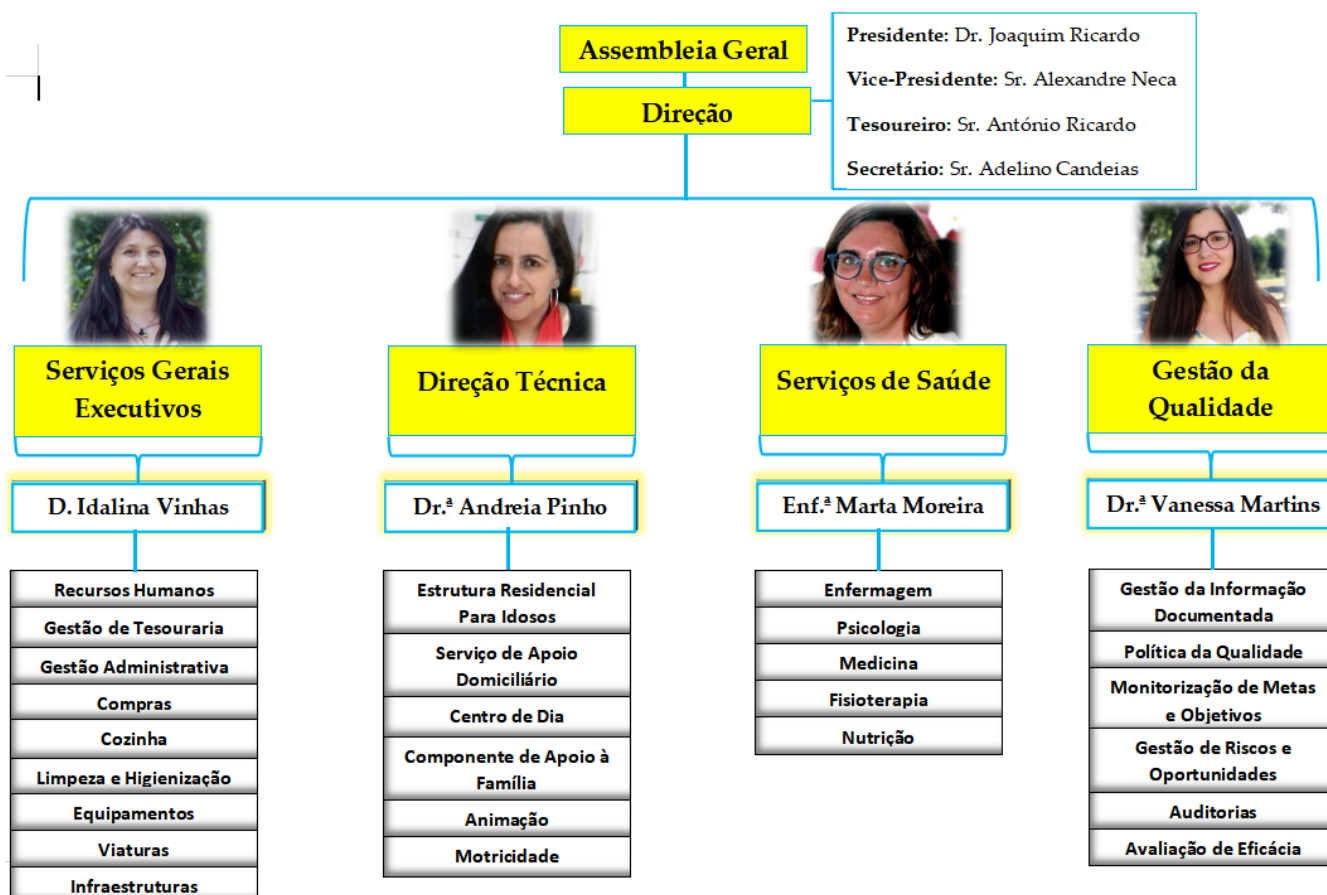 Assembleia Geral
Direção
Presidente: Dr. Joaquim Ricardo
Vice-Presidente: Sr. Alexandre Neca
Tesoureiro: Sr. António Ricardo
Secretário: Sr. Adelino Candeias
Serviços Gerais
Executivos
D. Idalina Vinhas
Recursos Humanos
Gestão de Tesouraria
Gestão Administrativa
Compras
Cozinha
Limpeza e Higienização
Equipamentos
Viaturas
Infraestruturas
Direção Técnica
Dr.ª Andreia Pinho
Estrutura Residencial
Para Idosos
Serviço de Apoio
Domiciliário
Centro de Dia
Componente de Apoio à
Família
Animação
Motricidade
Serviços de Saúde
Enf.ª Marta Moreira
Enfermagem
Psicologia
Medicina
Fisioterapia
Nutrição
Gestão da
Qualidade
Dr.ª Vanessa Martins
Gestão da Informação
Documentada
Política da Qualidade
Monitorização de Metas
e Objetivos
Gestão de Riscos e
Oportunidades
Auditorias
Avaliação de Eficácia